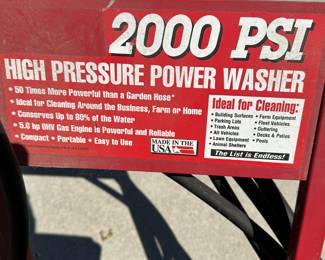 2000 PSI
HIGH PRESSURE POWER WASHER
• 50 Times More Powerful than a Garden Hose*
• Ideal for Cleaning Around the Business, Farm or Home
• Conserves Up to 80% of the Water
• 5.0 hp OHV Gas Engine is Powerful and Reliable
• Compact • Portable • Easy to Use
MADE IN THE
USA
Ideal for Cleaning:
• Building Surfaces
• Parking Lots
• Trash Areas
• All Vehicles
• Lawn Equipment
• Animal Shelters
• Farm Equipment
• Fleet Vehicles
• Guttering
• Decks & Patios
• Pools
The List is Endless!